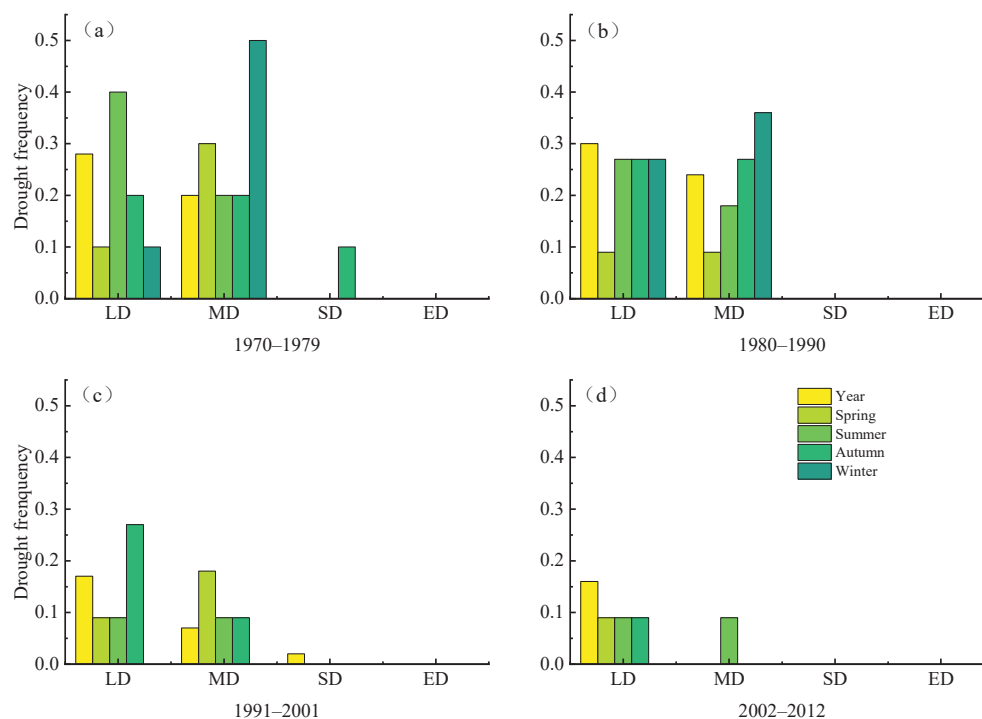 （a）
Drought frequency
0.5
0.4
0.3
0.2
0.1
0.0
LD MD SD ED
1970–1979
（b）
0.5
0.4
0.3
0.2
0.1
0.0
LD MD SD ED
1980–1990
（c）
Drought frenquency
0.5
0.4
0.3
0.2
0.1
0.0
LD MD SD ED
1991–2001
（d）
0.5
0.4
0.3
0.2
0.1
0.0
Year
Spring
Summer
Autumn
Winter
LD MD SD ED
2002–2012